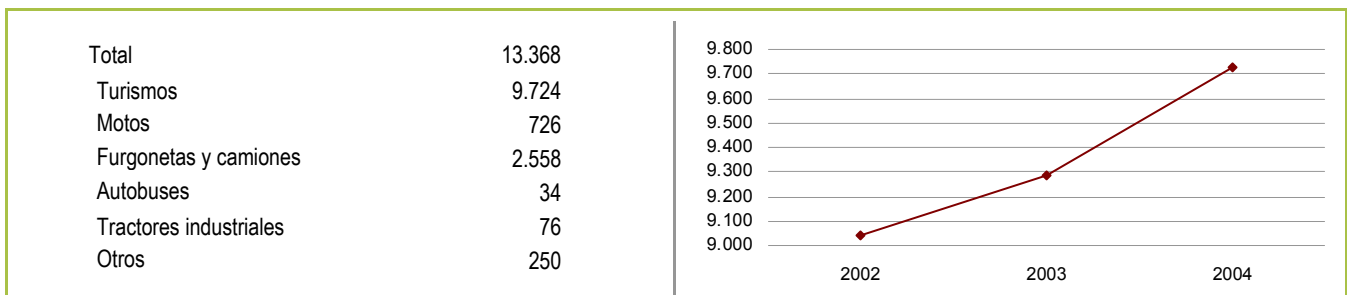 Total 13.368
Turismos 9.724
Motos 726
Furgonetas y camiones 2.558
Autobuses 34
Tractores industriales 76
Otros 250
9.800
9.700
9.600
9.500
9.400
9.300
9.200
9.100
9.000
2002 2003 2004